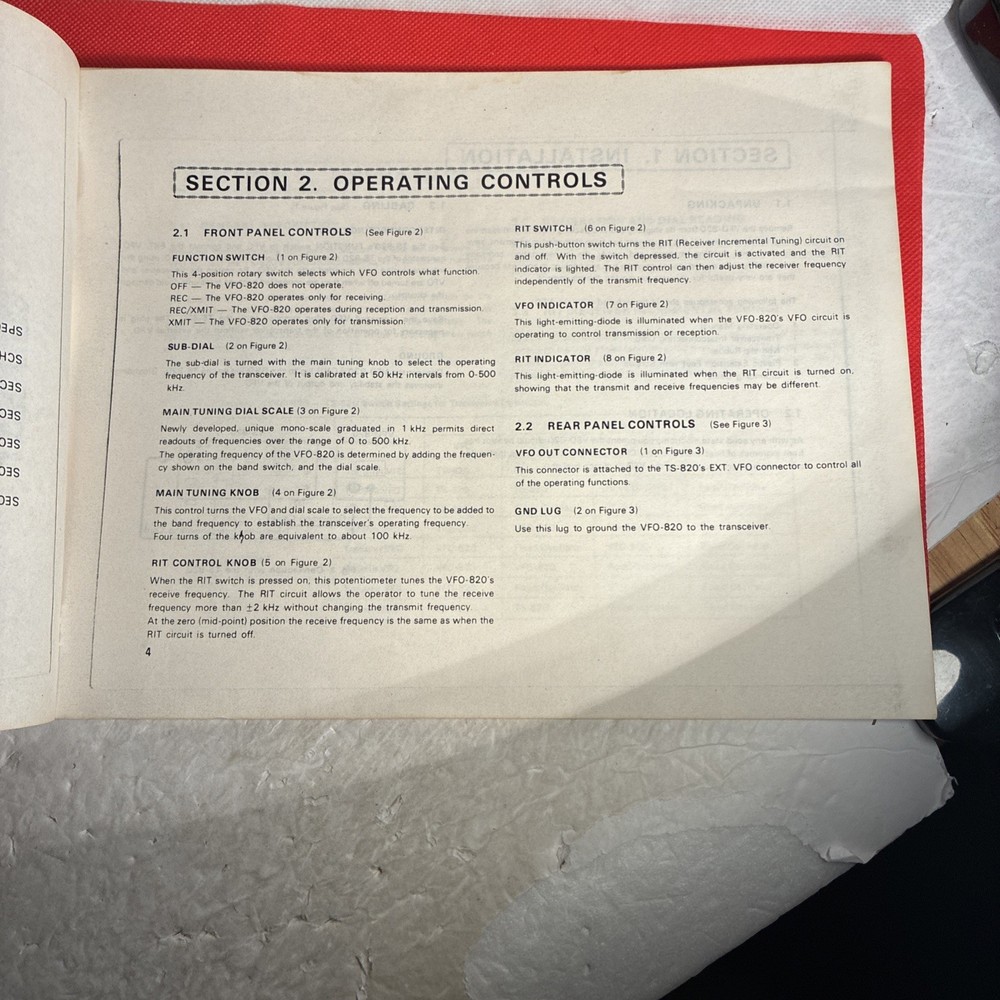 SECTION 2. OPERATING CONTROLS
2.1 FRONT PANEL CONTROLS (See Figure 2)
FUNCTION SWITCH (1 on Figure 2)
This 4-position rotary switch selects which VFO controls what function.
OFF — The VFO-820 does not operate.
REC — The VFO-820 operates only for receiving.
REC/XMIT — The VFO-820 operates during reception and transmission.
XMIT — The VFO-820 operates only for transmission.
SUB-DIAL (2 on Figure 2)
The sub-dial is turned with the main tuning knob to select the operating
frequency of the transceiver. It is calibrated at 50 kHz intervals from 0-500
kHz.
MAIN TUNING DIAL SCALE (3 on Figure 2)
Newly developed, unique mono-scale graduated in 1 kHz permits direct
readouts of frequencies over the range of 0 to 500 kHz.
The operating frequency of the VFO-820 is determined by adding the frequen-
cy shown on the band switch, and the dial scale.
MAIN TUNING KNOB (4 on Figure 2)
This control turns the VFO and dial scale to select the frequency to be added to
the band frequency to establish the transceiver's operating frequency.
Four turns of the knob are equivalent to about 100 kHz.
RIT CONTROL KNOB (5 on Figure 2)
When the RIT switch is pressed on, this potentiometer tunes the VFO-820's
receive frequency. The RIT circuit allows the operator to tune the receive
frequency more than ±2 kHz without changing the transmit frequency.
At the zero (mid-point) position the receive frequency is the same as when the
RIT circuit is turned off.
4
RIT SWITCH (6 on Figure 2)
This push-button switch turns the RIT (Receiver Incremental Tuning) circuit on
and off. With the switch depressed, the circuit is activated and the RIT
indicator is lighted. The RIT control can then adjust the receiver frequency
independently of the transmit frequency.
VFO INDICATOR (7 on Figure 2)
This light-emitting-diode is illuminated when the VFO-820's VFO circuit is
operating to control transmission or reception.
RIT INDICATOR (8 on Figure 2)
This light-emitting-diode is illuminated when the RIT circuit is turned on,
showing that the transmit and receive frequencies may be different.
2.2 REAR PANEL CONTROLS (See Figure 3)
VFO OUT CONNECTOR (1 on Figure 3)
This connector is attached to the TS-820's EXT. VFO connector to control all
of the operating functions.
GND LUG (2 on Figure 3)
Use this lug to ground the VFO-820 to the transceiver.